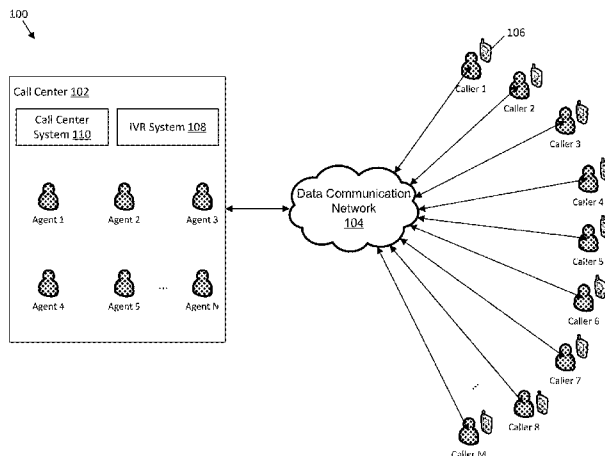 100
106
Call Center 102
Call Center
System 110
IVR System 108
Agent 1
Agent 2
Agent 3
Agent 4
Agent 5
...
Agent N
Data Communication
Network
104
Caller 1
Caller 2
Caller 3
Caller 4
Caller 5
Caller 6
Caller 7
...
Caller 8
Caller M